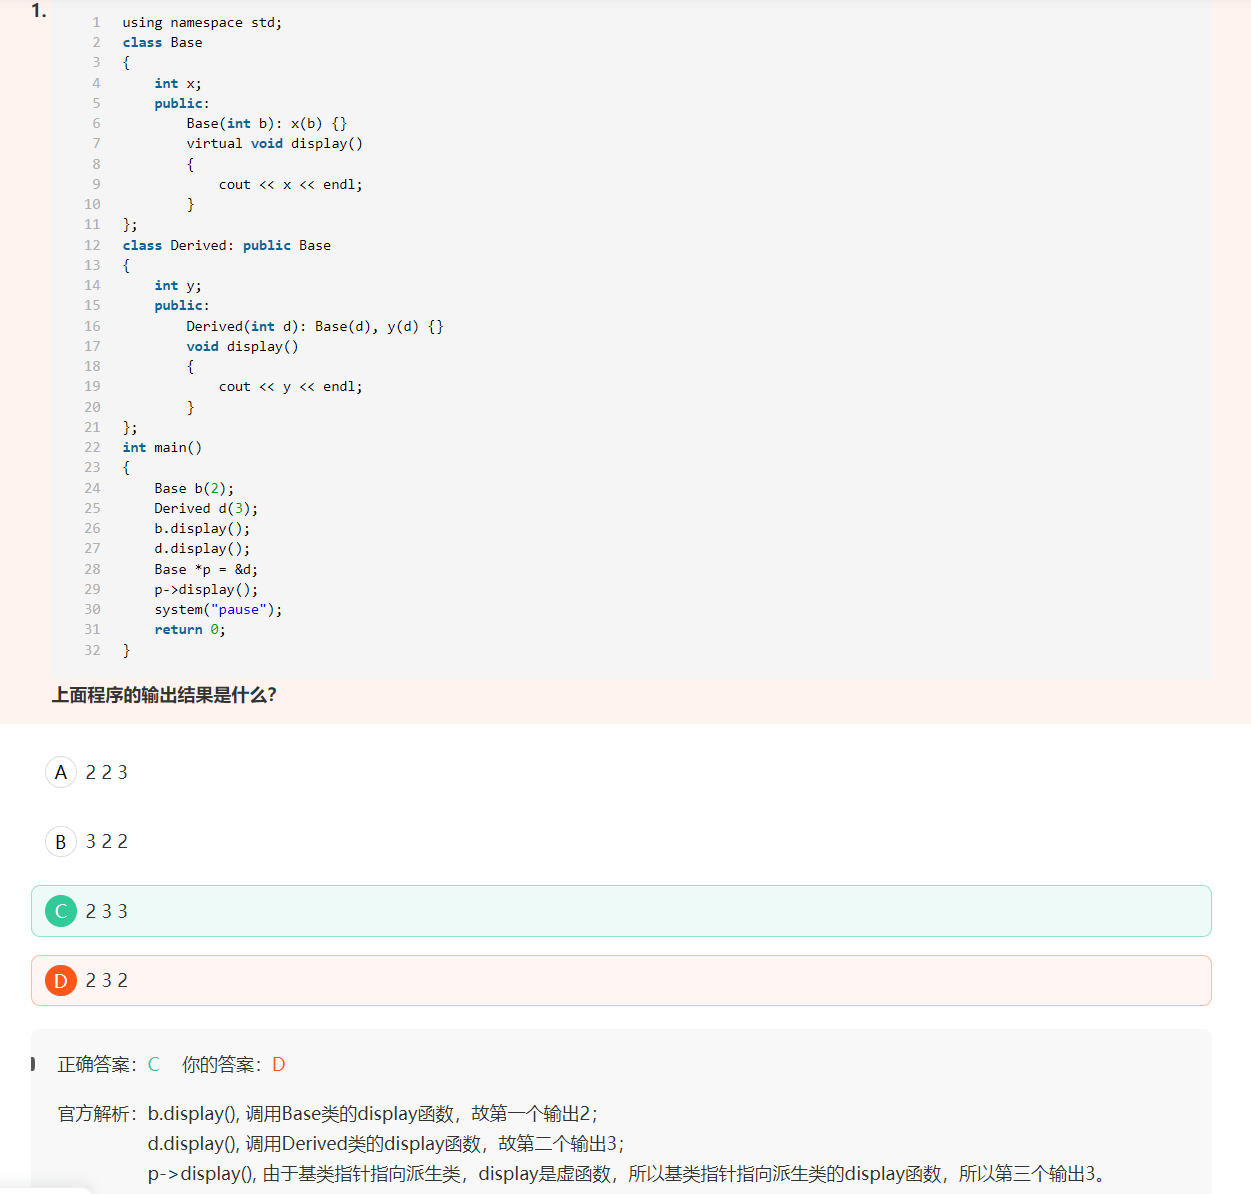 1.
1 using namespace std;
2 class Base
3 {
4     int x;
5     public:
6         Base(int b): x(b) {}
7         virtual void display()
8         {
9             cout << x << endl;
10         }
11 };
12 class Derived: public Base
13 {
14     int y;
15     public:
16         Derived(int d): Base(d), y(d) {}
17         void display()
18         {
19             cout << y << endl;
20         }
21 };
22 int main()
23 {
24     Base b(2);
25     Derived d(3);
26     b.display();
27     d.display();
28     Base *p = &d;
29     p->display();
30     system("pause");
31     return 0;
32 }
上面程序的输出结果是什么?
A 2 2 3
B 3 2 2
C 2 3 3
D 2 3 2
正确答案：C 你的答案：D
官方解析：b.display(), 调用Base类的display函数，故第一个输出2；
d.display(), 调用Derived类的display函数，故第二个输出3；
p->display(), 由于基类指针指向派生类，display是虚函数，所以基类指针指向派生类的display函数，所以第三个输出3。